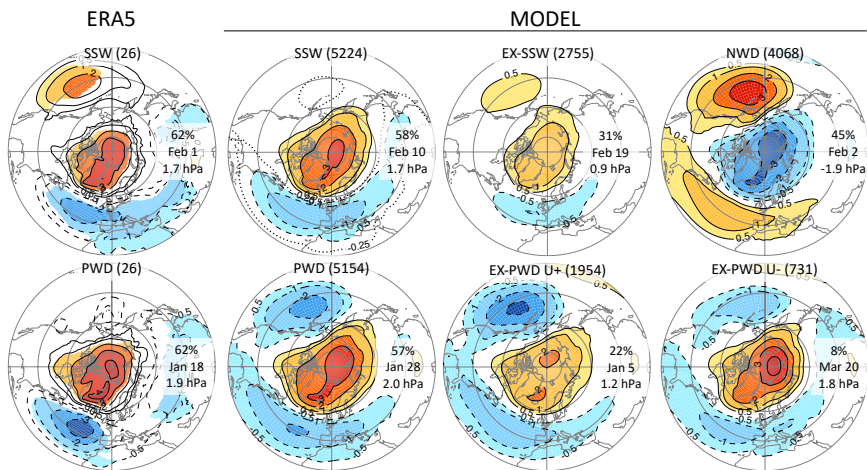 ERA5
MODEL
SSW (26)
SSW (5224)
EX-SSW (2755)
NWD (4068)
62%
Feb 1
1.7 hPa
58%
Feb 10
1.7 hPa
31%
Feb 19
0.9 hPa
45%
Feb 2
-1.9 hPa
PWD (26)
PWD (5154)
EX-PWD U+ (1954)
EX-PWD U- (731)
62%
Jan 18
1.9 hPa
57%
Jan 28
2.0 hPa
22%
Jan 5
1.2 hPa
8%
Mar 20
1.8 hPa